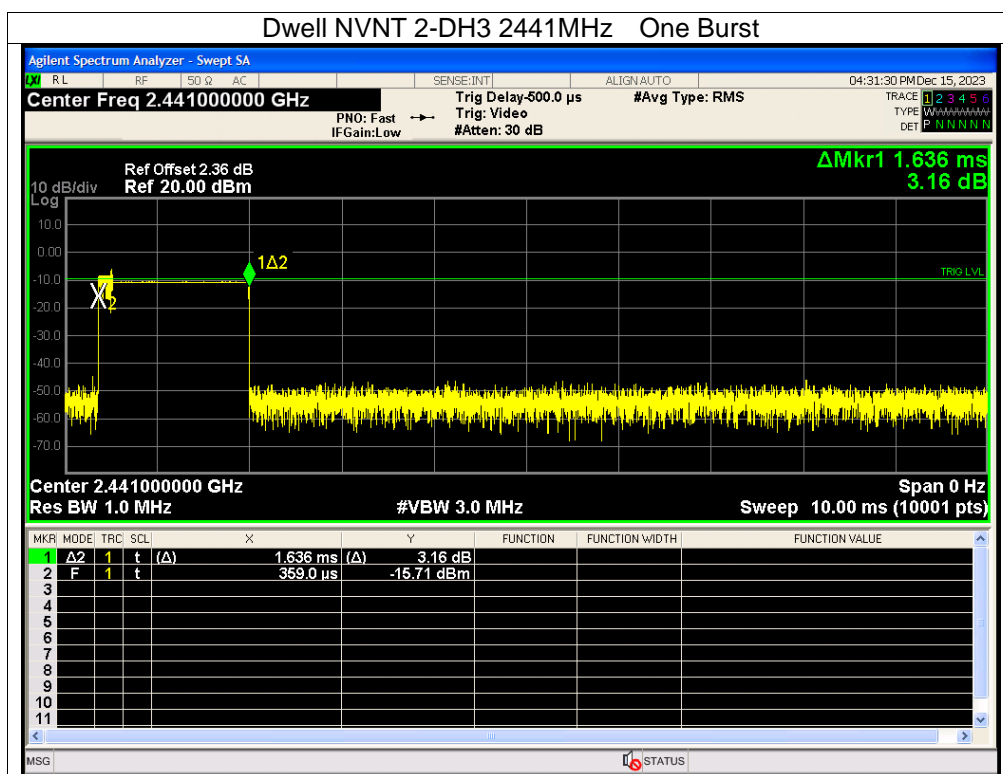 Dwell NVNT 2-DH3 2441MHz One Burst
Agilent Spectrum Analyzer - Swept SA
LXI RL RF 50 Ω AC SENSE:INT ALIGN AUTO 04:31:30 PM Dec 15, 2023
Center Freq 2.441000000 GHz Trig Delay-500.0 µs #Avg Type: RMS TRACE 1 2 3 4 5 6
PNO: Fast Trig: Video TYPE WWWWWW
IFGain:Low #Atten: 30 dB DET P N N N N N
ΔMkr1 1.636 ms
Ref Offset 2.36 dB
10 dB/div Ref 20.00 dBm 3.16 dB
Log
10.0
0.00
1Δ2
TRIG LVL
-10.0
X2
-20.0
-30.0
-40.0
-50.0
-60.0
-70.0
Center 2.441000000 GHz Span 0 Hz
Res BW 1.0 MHz #VBW 3.0 MHz Sweep 10.00 ms (10001 pts)
MKR MODE TRC SCL X Y FUNCTION FUNCTION WIDTH FUNCTION VALUE
1 Δ2 1 t (Δ) 1.636 ms (Δ) 3.16 dB
2 F 1 t 359.0 µs -15.71 dBm
3
4
5
6
7
8
9
10
11
MSG STATUS